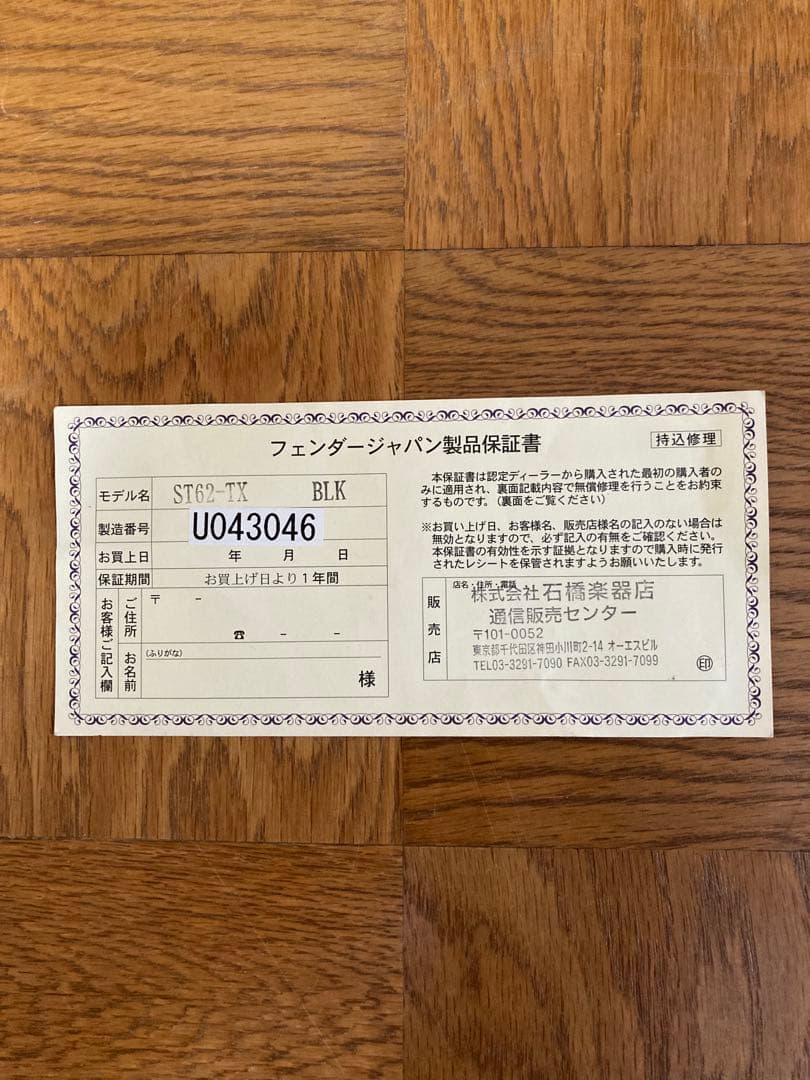 フェンダージャパン製品保証書
持込修理
モデル名 ST62-TX BLK
製造番号 U043046
お買上日 年 月 日
保証期間 お買上げ日より1年間
お客様ご記入欄
ご住所 〒 -
☎ - -
お名前 (ふりがな)
様
本保証書は認定ディーラーから購入された最初の購入者の
みに適用され、裏面記載内容で無償修理を行うことをお約束
するものです。(裏面をご覧ください)
※お買い上げ日、お客様名、販売店様名の記入のない場合は
無効となりますので、必ず記入の有無をご確認ください。
本保証書の有効性を示す証拠となりますので購入時に発行
されたレシートを保管されますようお願いいたします。
販売店
店名・住所・電話
株式会社石橋楽器店
通信販売センター
〒101-0052
東京都千代田区神田小川町2-14 オーエスビル
TEL03-3291-7090 FAX03-3291-7099
印